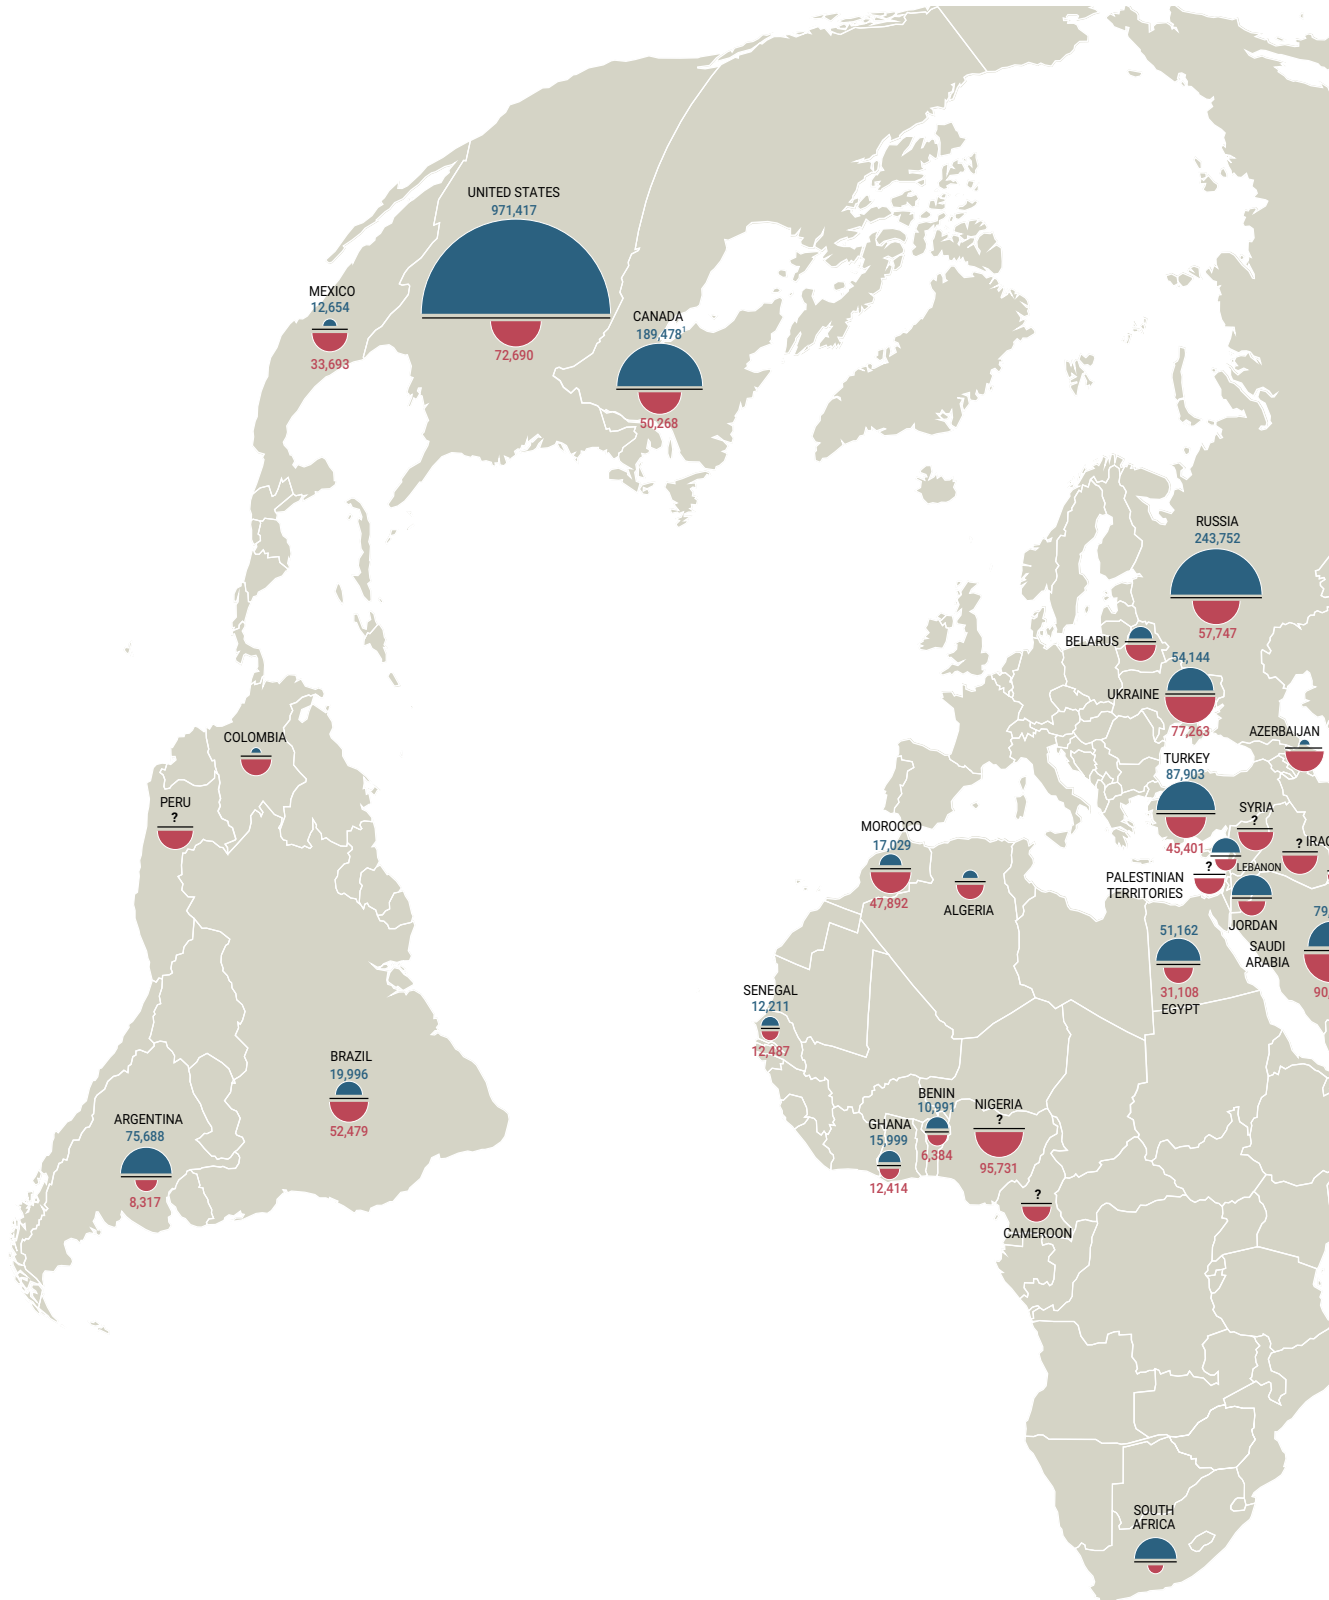 UNITED STATES
971,417
72,690
MEXICO
12,654
33,693
CANADA
189,478¹
50,268
RUSSIA
243,752
57,747
BELARUS
54,144
UKRAINE
77,263
AZERBAIJAN
TURKEY
87,903
45,401
SYRIA
?
? IRAQ
LEBANON
?
PALESTINIAN
TERRITORIES
JORDAN
SAUDI
ARABIA
79,
90,
51,162
31,108
EGYPT
COLOMBIA
PERU
?
MOROCCO
17,029
47,892
ALGERIA
SENEGAL
12,211
12,487
BRAZIL
19,996
52,479
ARGENTINA
75,688
8,317
BENIN
10,991
6,384
GHANA
15,999
12,414
NIGERIA
?
95,731
?
CAMEROON
SOUTH
AFRICA